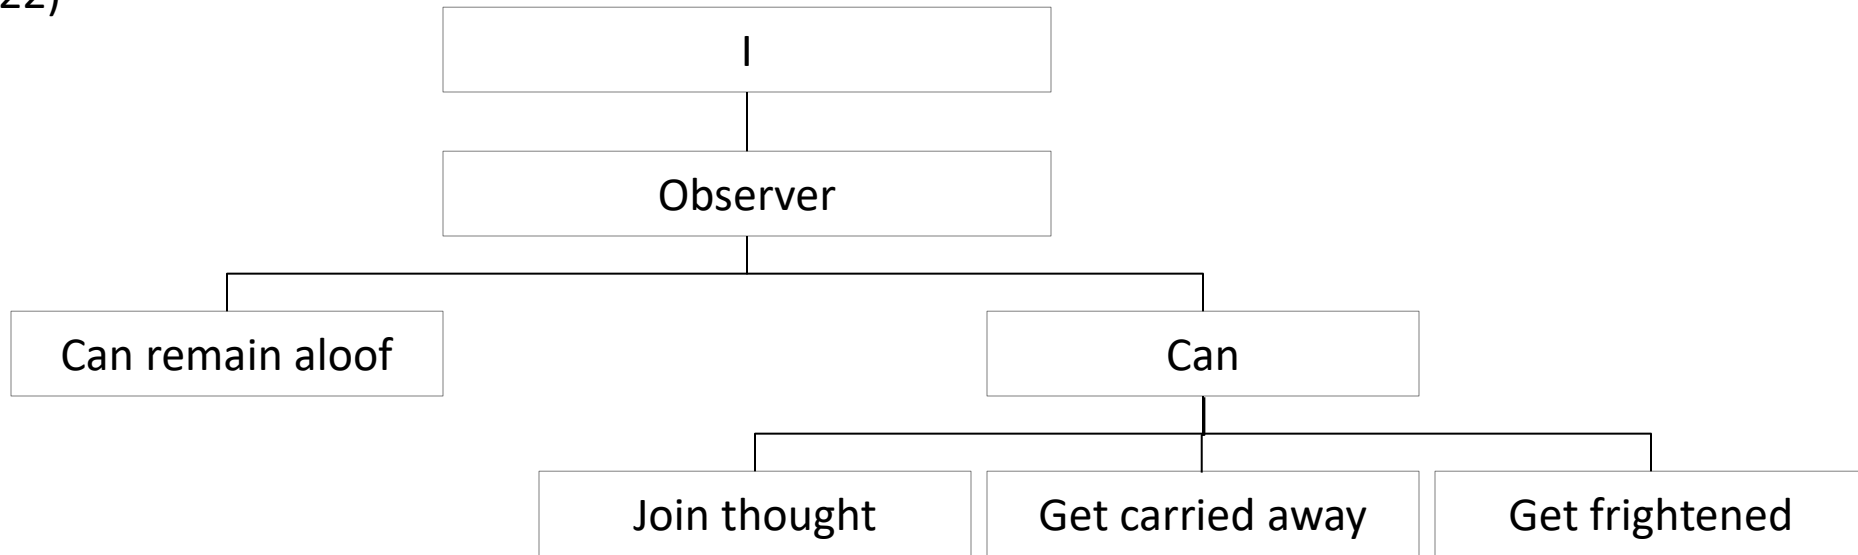 22)
I
Observer
Can remain aloof
Can
Join thought
Get carried away
Get frightened